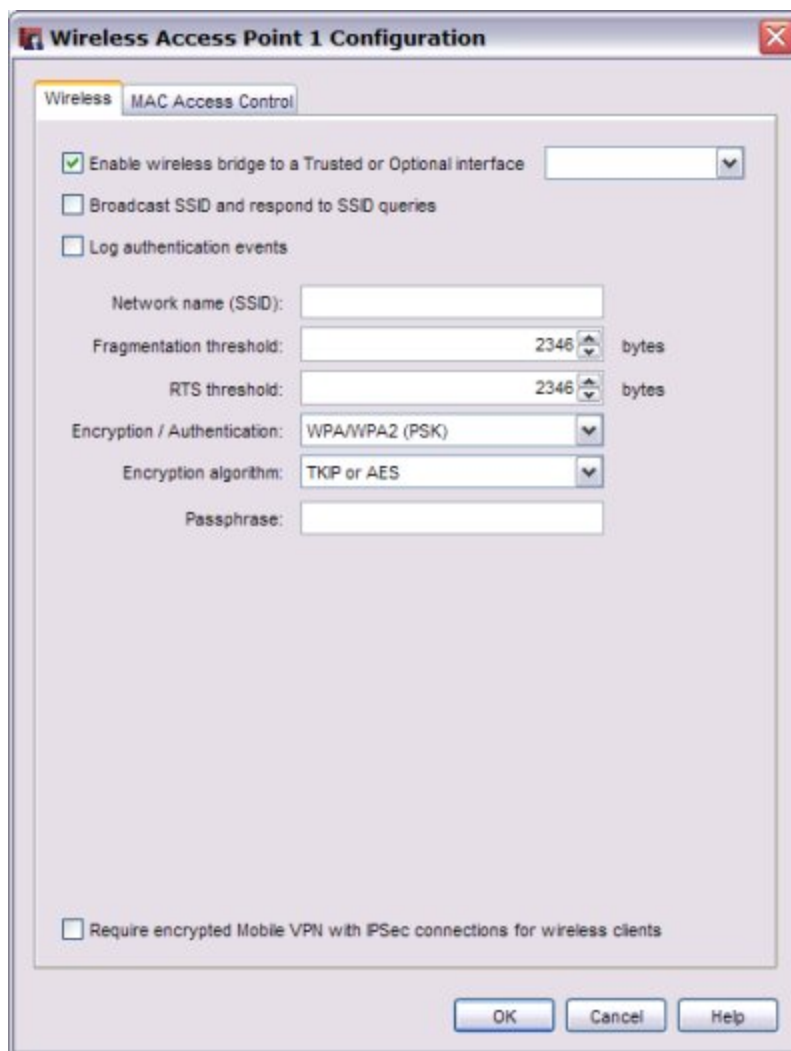 Wireless Access Point 1 Configuration
Wireless
MAC Access Control
Enable wireless bridge to a Trusted or Optional interface
Broadcast SSID and respond to SSID queries
Log authentication events
Network name (SSID):
Fragmentation threshold: 2346 bytes
RTS threshold: 2346 bytes
Encryption / Authentication: WPA/WPA2 (PSK)
Encryption algorithm: TKIP or AES
Passphrase:
Require encrypted Mobile VPN with IPSec connections for wireless clients
OK Cancel Help